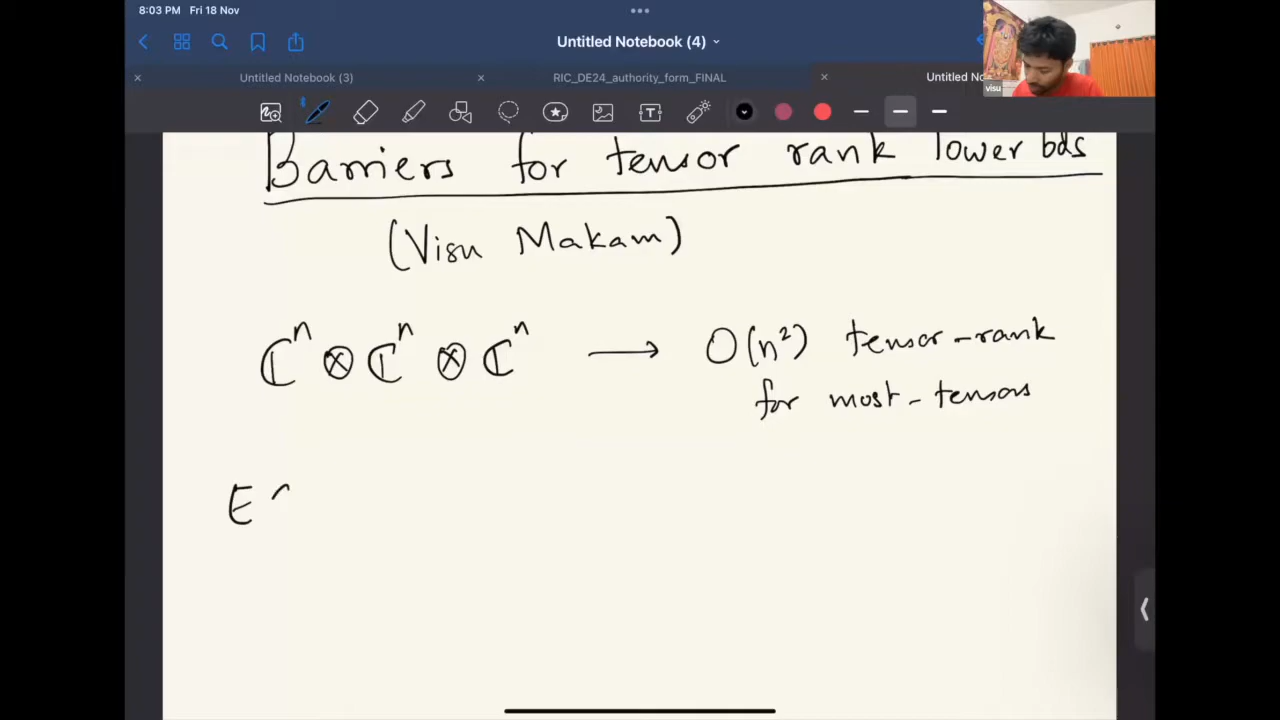 8:03 PM Fri 18 Nov
Untitled Notebook (4)
Untitled Notebook (3)
RIC_DE24_authority_form_FINAL
Untitled No
visu
Barriers for tensor rank lower bds
(Visu Makam)
ℂⁿ ⊗ ℂⁿ ⊗ ℂⁿ ⟶ O(n²) tensor-rank
for most-tensors
E